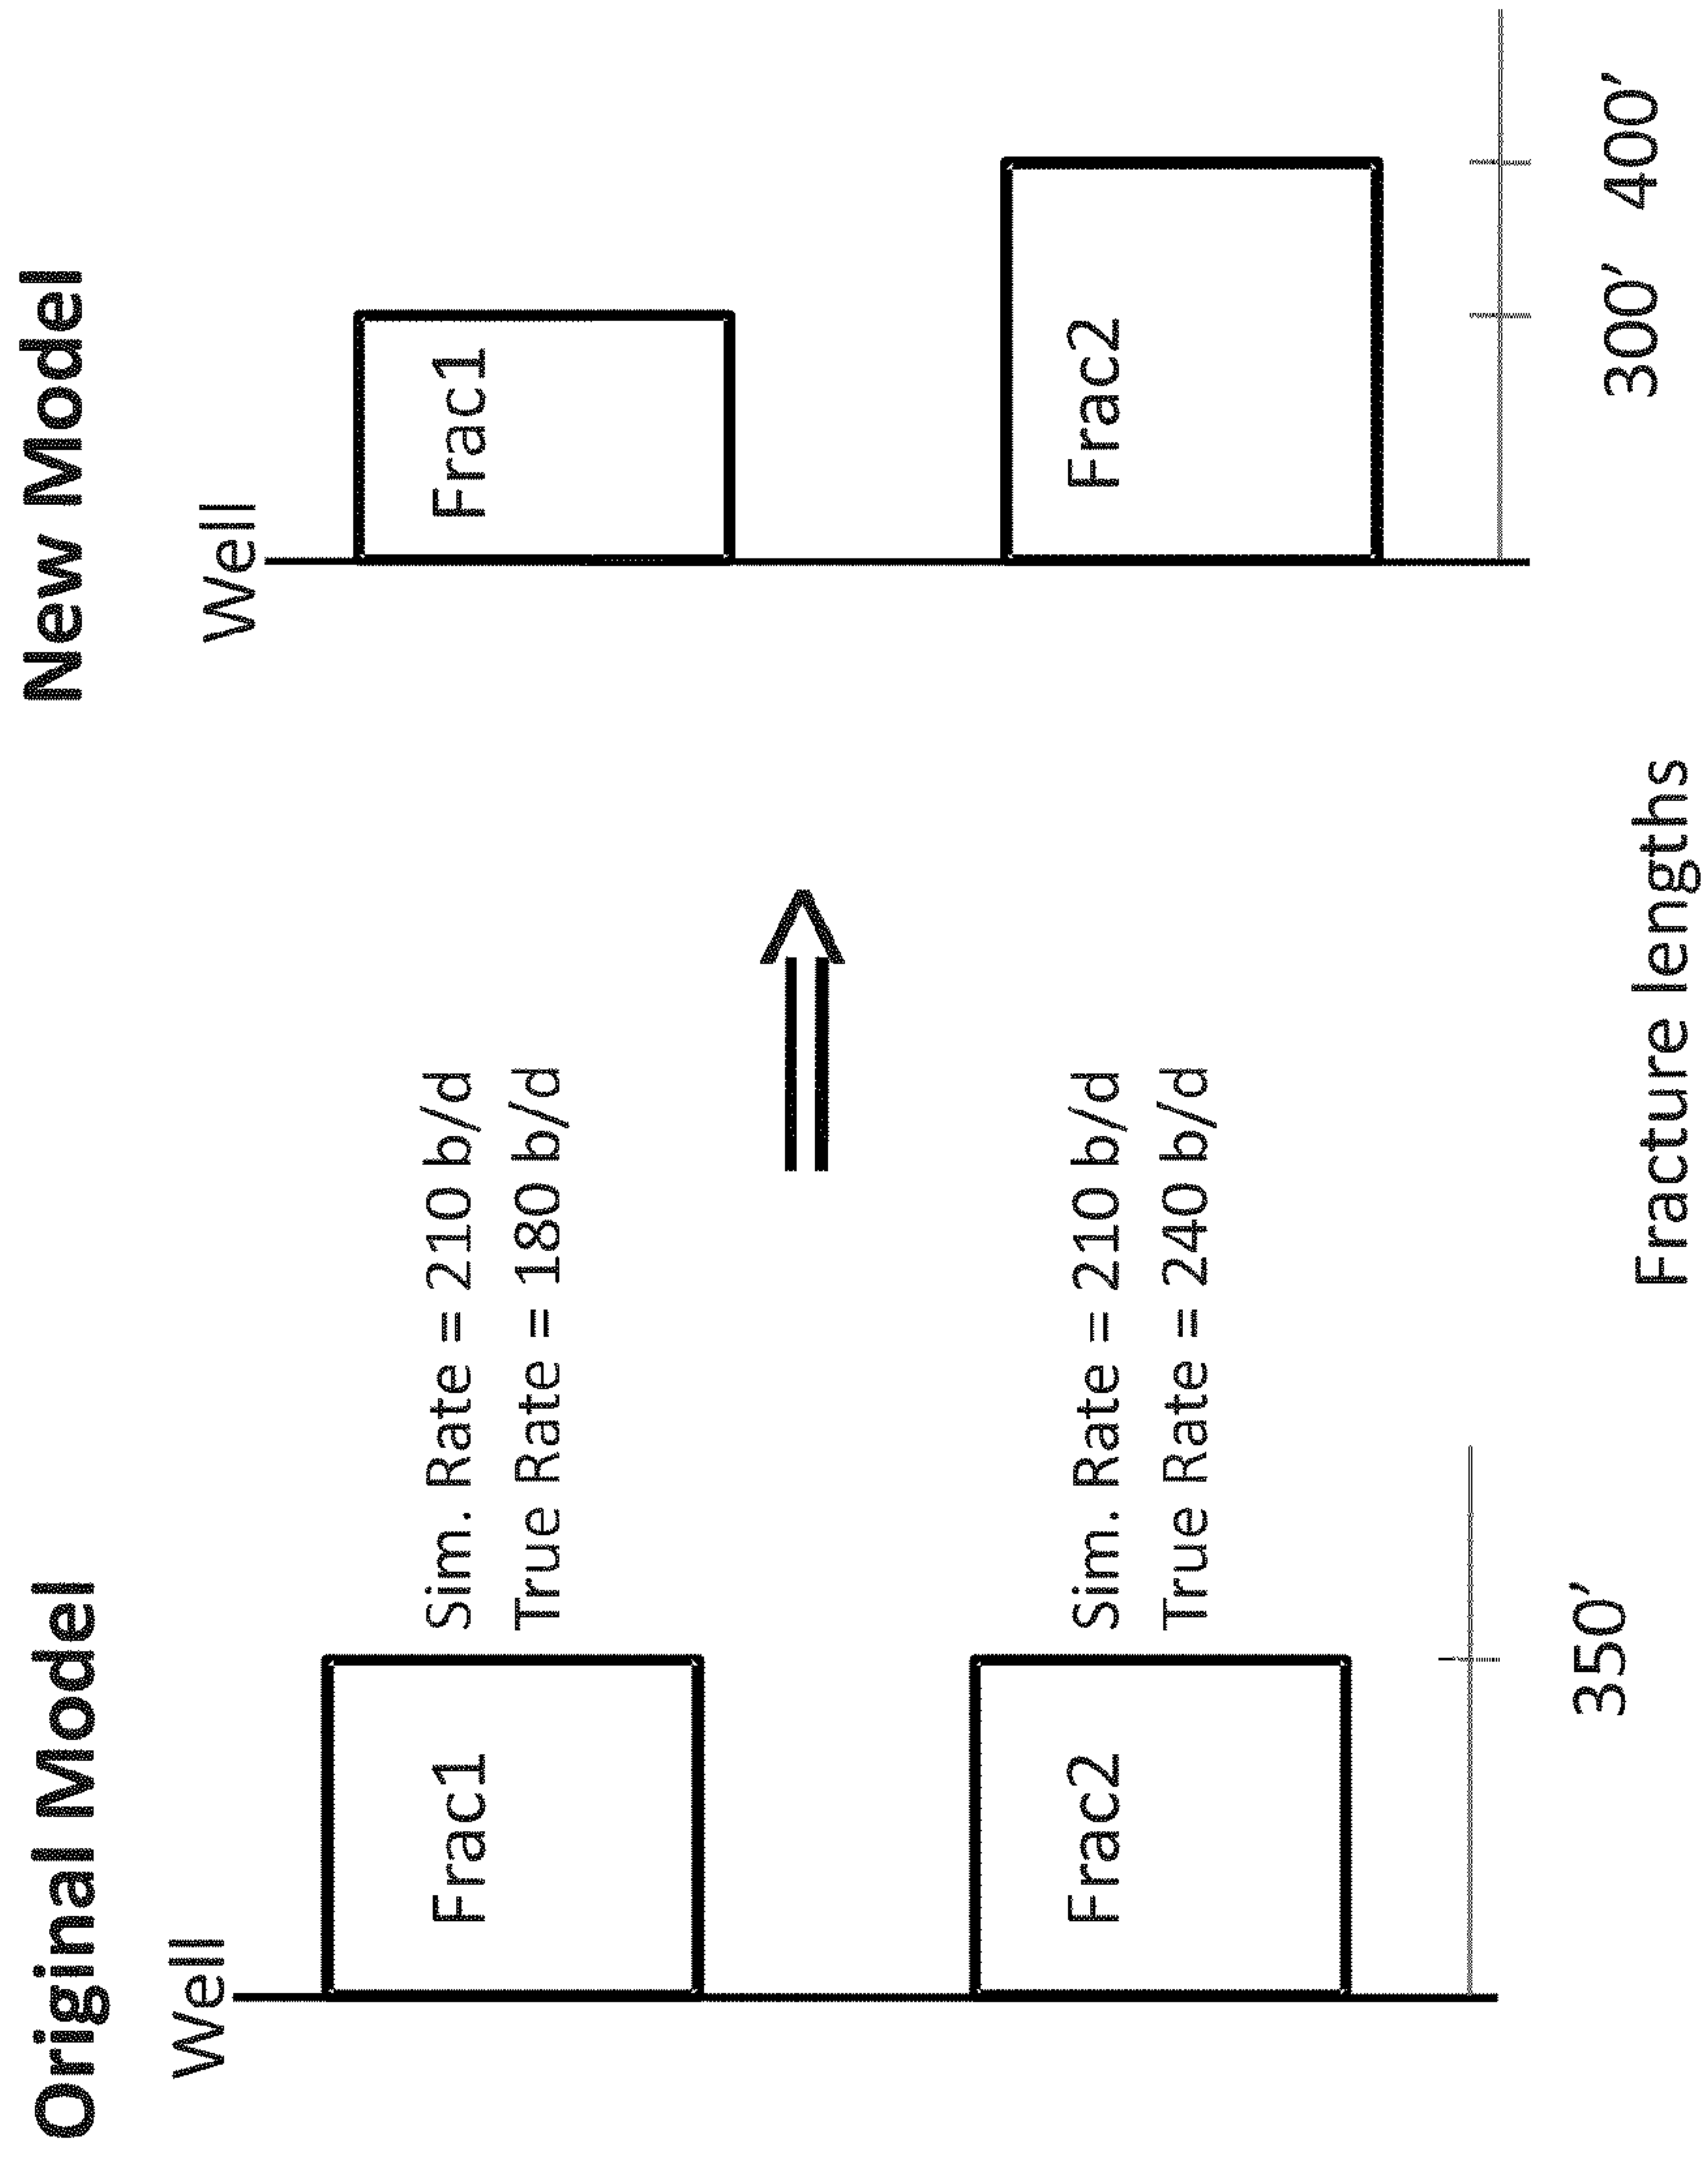 Original Model
Well
Frac1
Sim. Rate = 210 b/d
True Rate = 180 b/d
Frac2
Sim. Rate = 210 b/d
True Rate = 240 b/d
350’
Fracture lengths
New Model
Well
Frac1
Frac2
300’ 400’